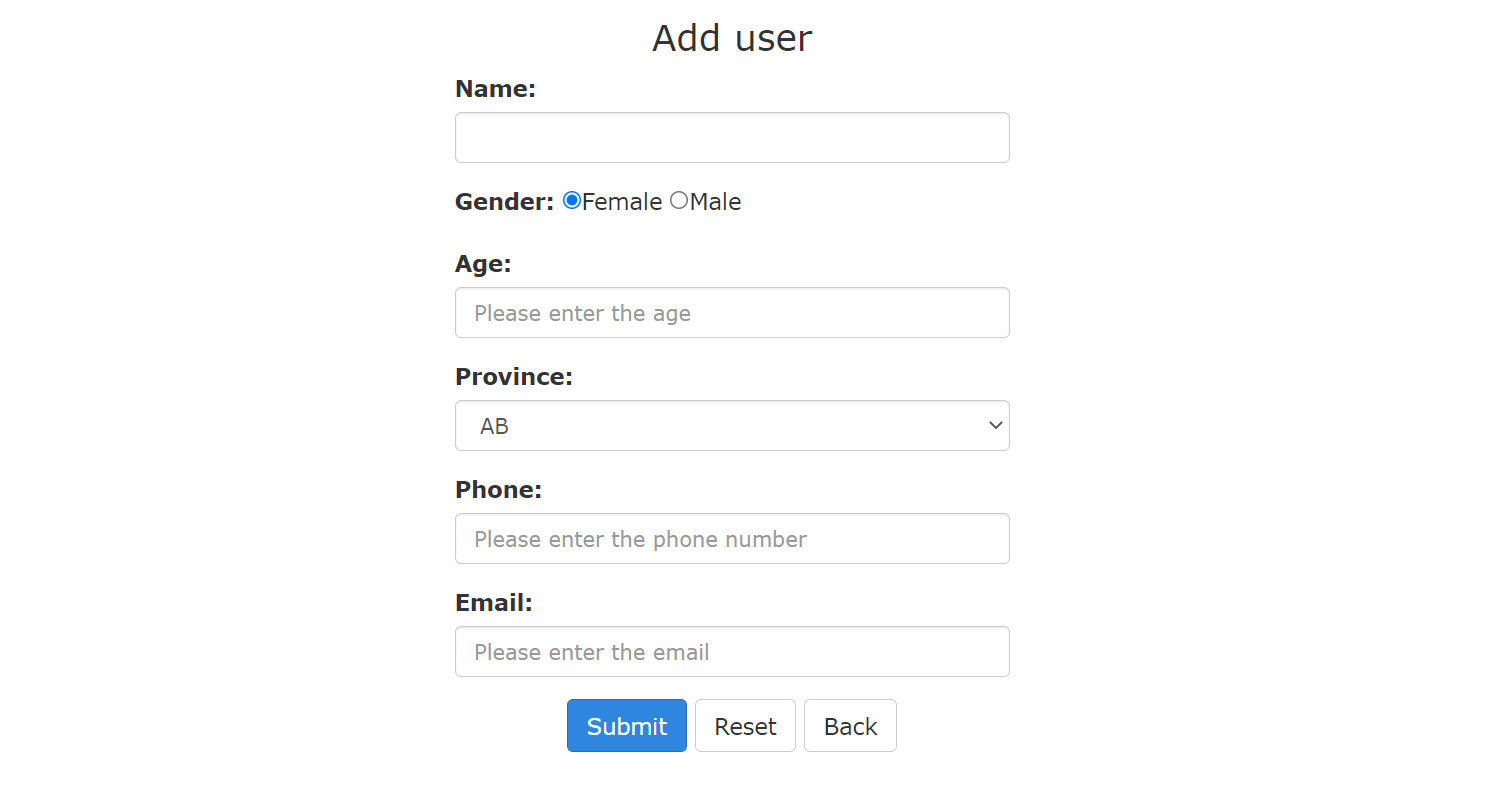 Add user
Name:
Gender: Female Male
Age:
Please enter the age
Province:
AB
Phone:
Please enter the phone number
Email:
Please enter the email
Submit Reset Back